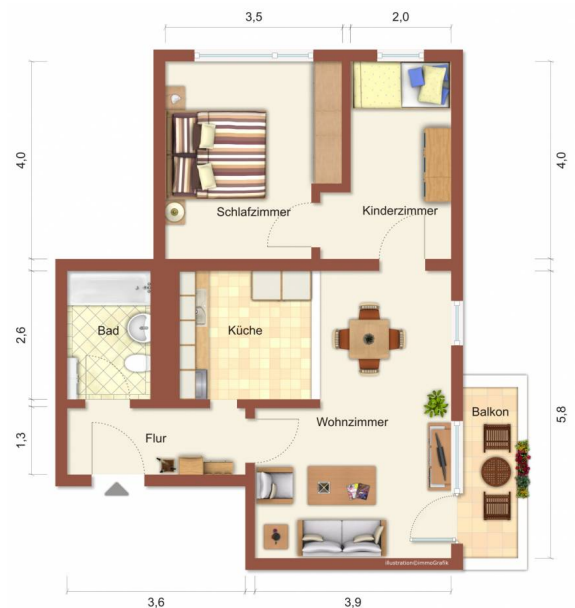 3,5
2,0
4,0
4,0
Schlafzimmer
Kinderzimmer
2,6
Bad
Küche
5,8
Wohnzimmer
Balkon
1,3
Flur
3,6
3,9